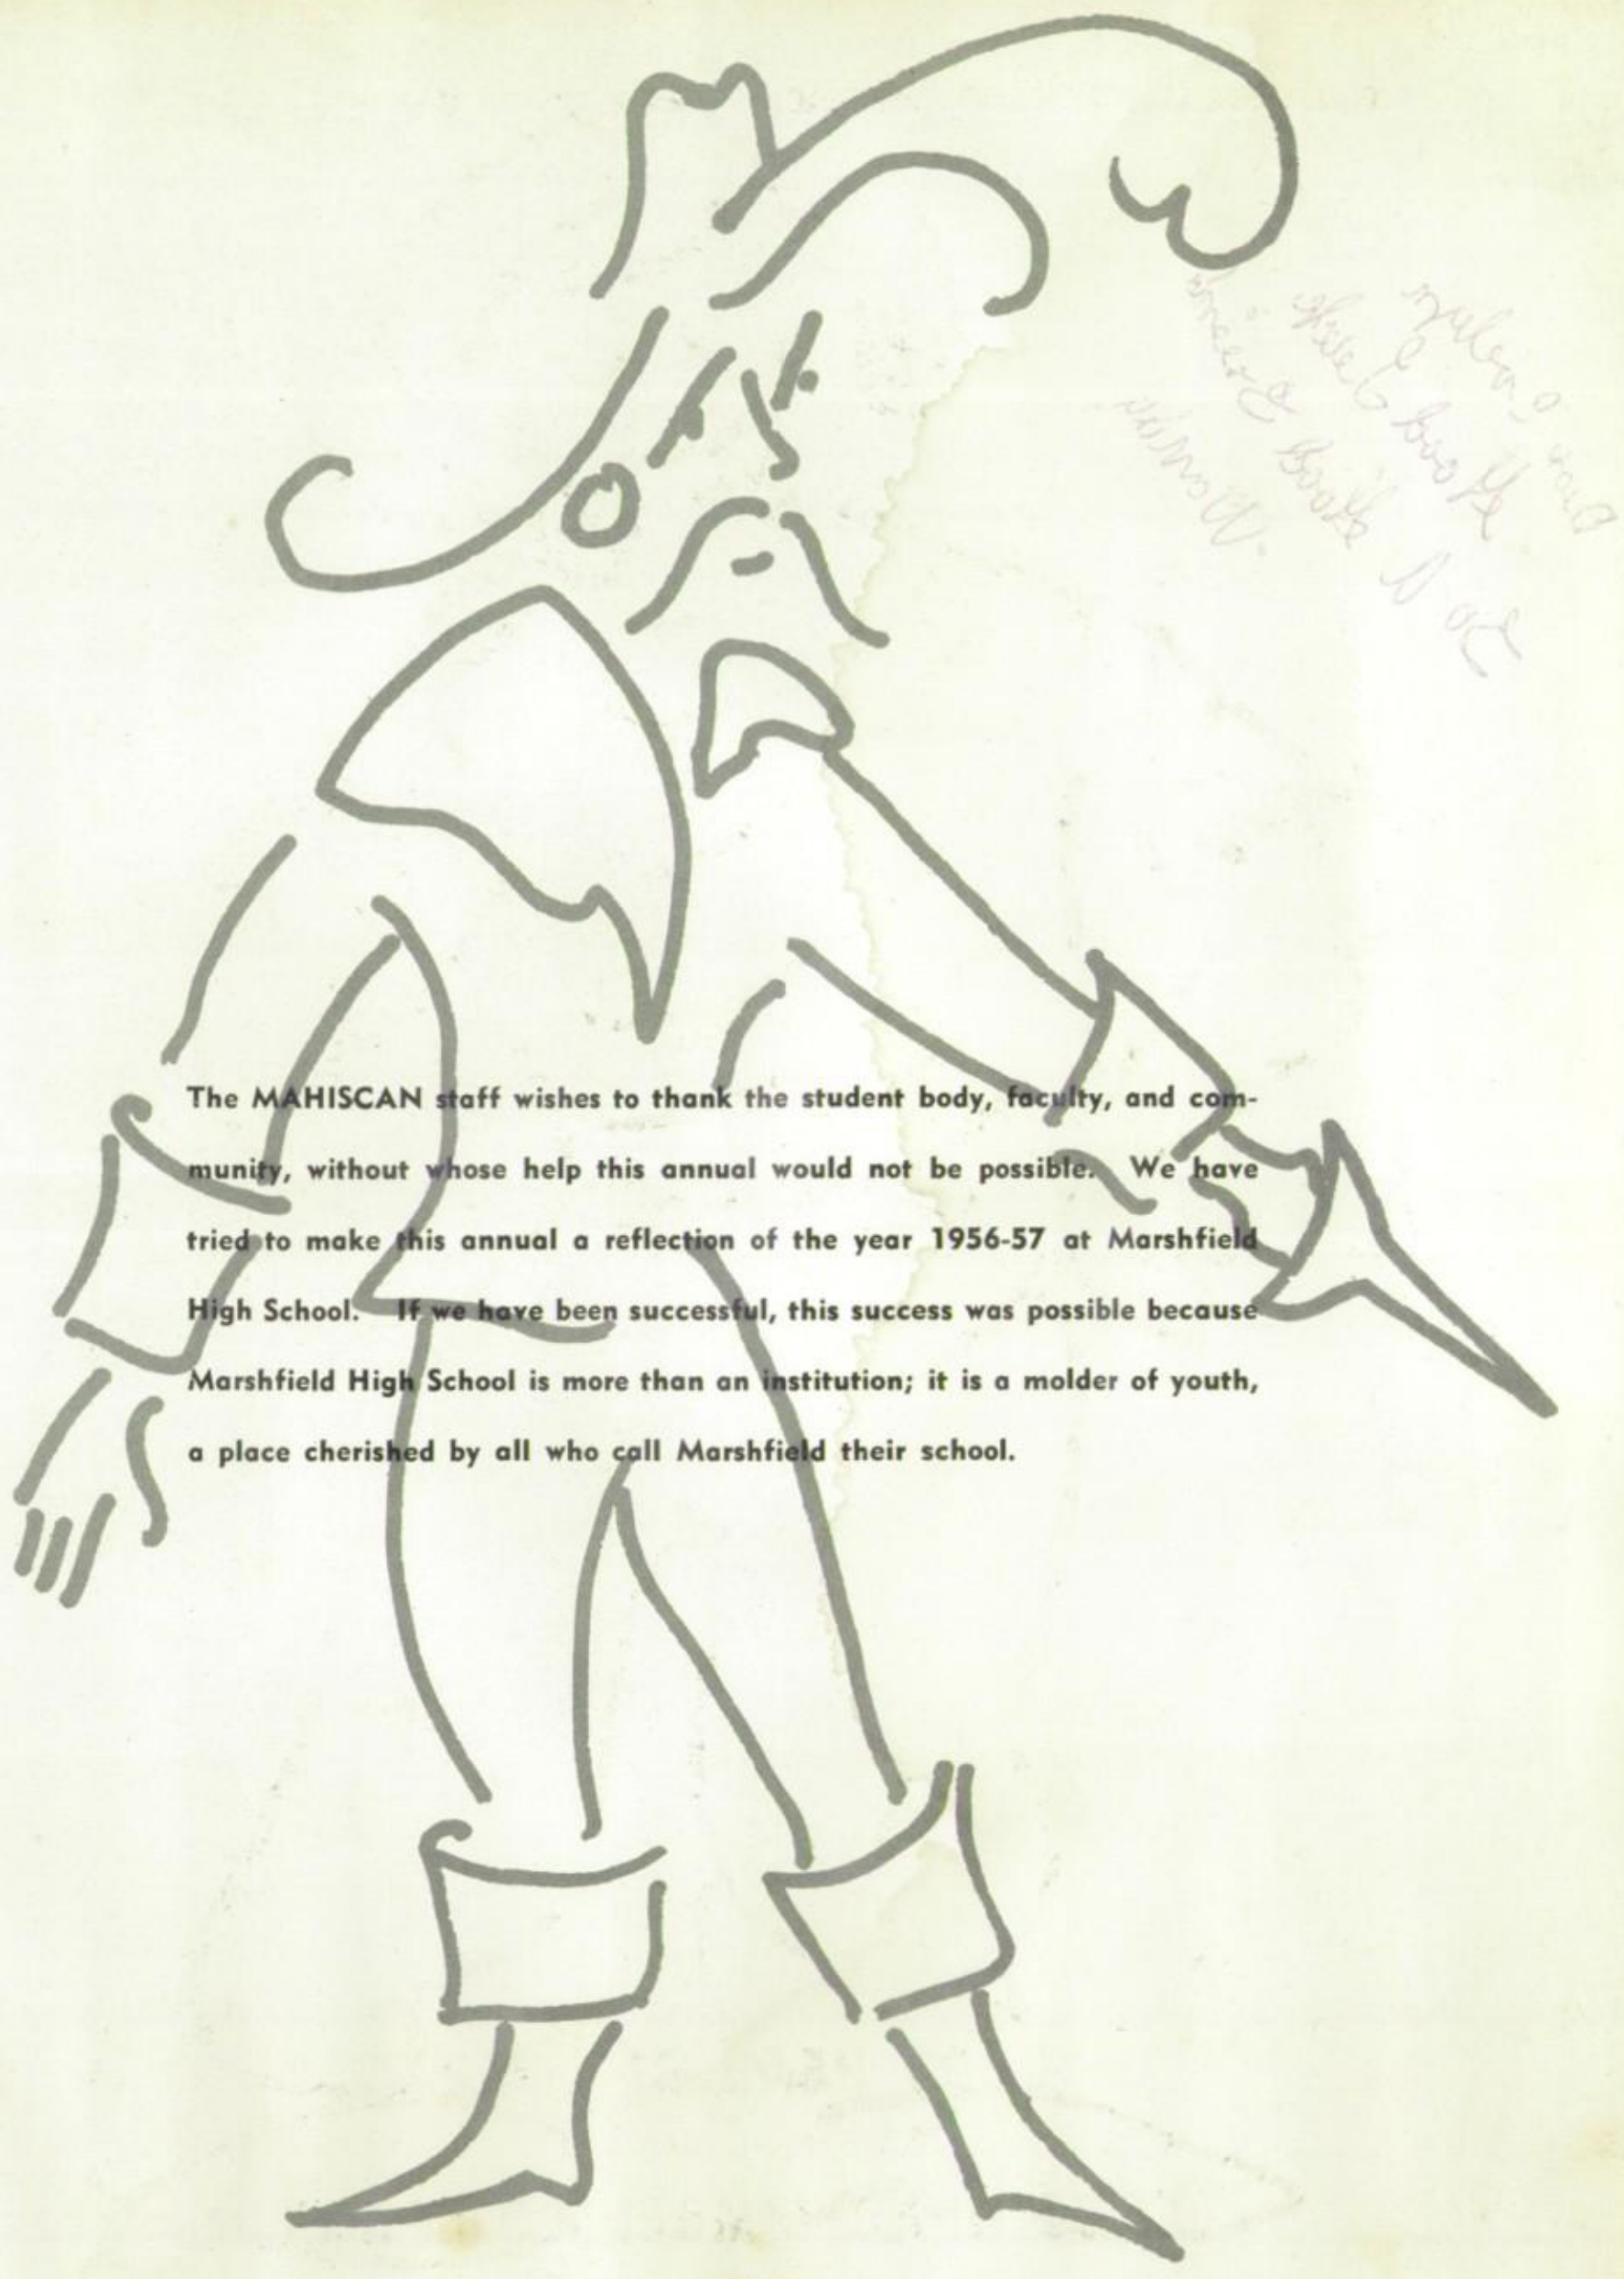 The MAHISCAN staff wishes to thank the student body, faculty, and com-
munity, without whose help this annual would not be possible. We have
tried to make this annual a reflection of the year 1956-57 at Marshfield
High School. If we have been successful, this success was possible because
Marshfield High School is more than an institution; it is a molder of youth,
a place cherished by all who call Marshfield their school.